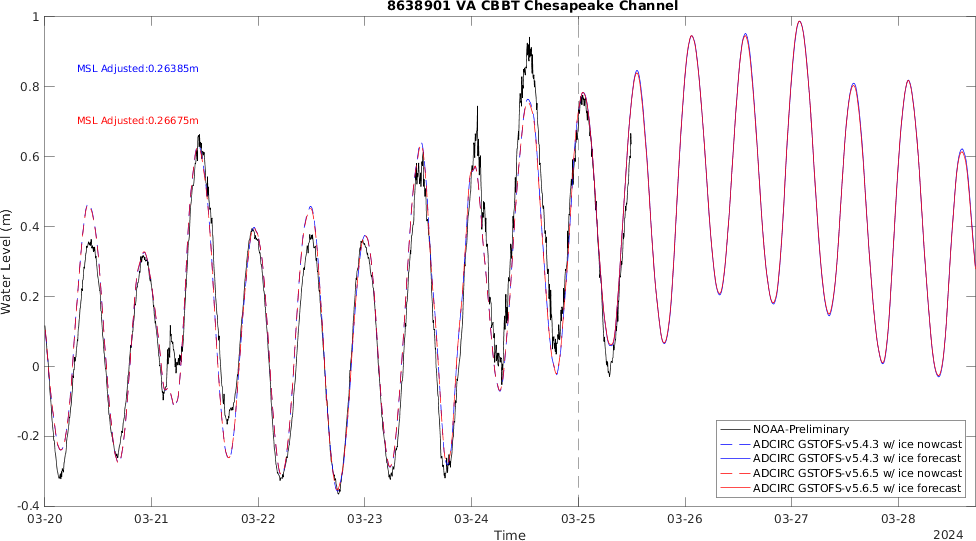 8638901 VA CBBT Chesapeake Channel
1
0.8
0.6
0.4
0.2
0
-0.2
-0.4
Water Level (m)
MSL Adjusted:0.26385m
MSL Adjusted:0.26675m
NOAA-Preliminary
ADCIRC GSTOFS-v5.4.3 w/ ice nowcast
ADCIRC GSTOFS-v5.4.3 w/ ice forecast
ADCIRC GSTOFS-v5.6.5 w/ ice nowcast
ADCIRC GSTOFS-v5.6.5 w/ ice forecast
03-20 03-21 03-22 03-23 03-24 03-25 03-26 03-27 03-28
Time
2024